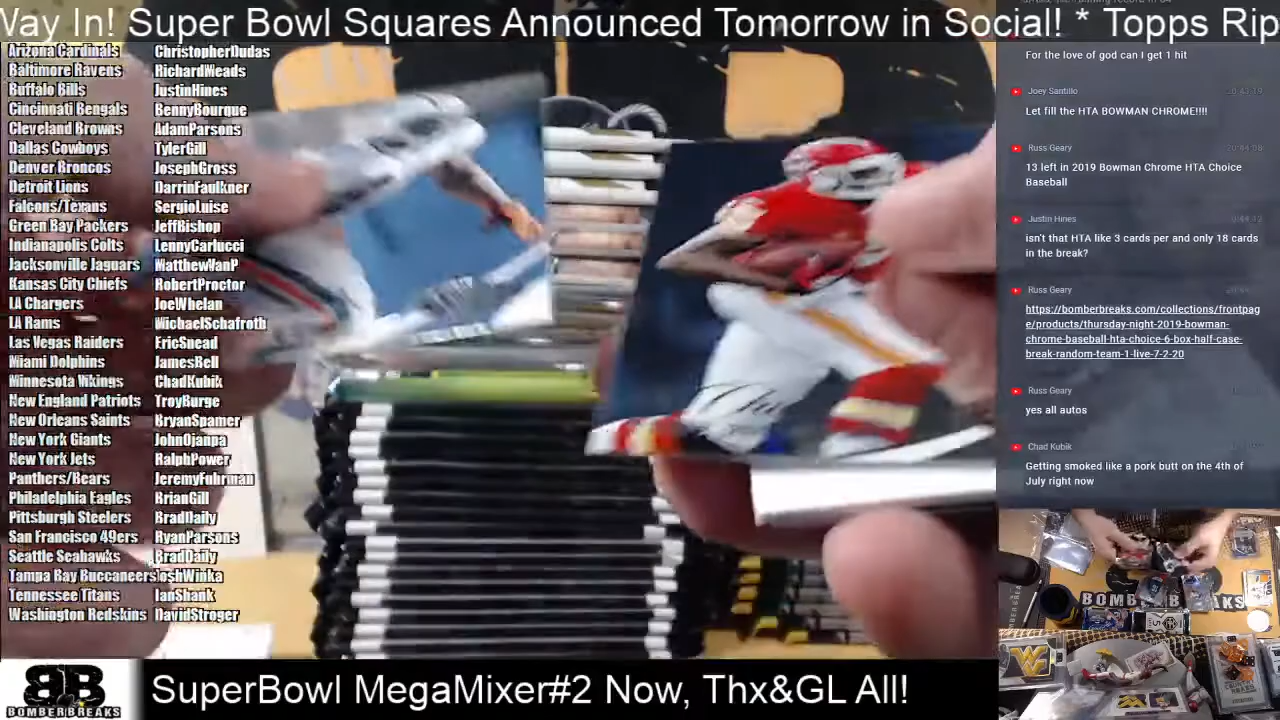 Way In! Super Bowl Squares Announced Tomorrow in Social! * Topps Rip
Arizona Cardinals ChristopherDudas
Baltimore Ravens RichardWeads
Buffalo Bills JustinHines
Cincinnati Bengals BennyBourque
Cleveland Browns AdamParsons
Dallas Cowboys TylerGill
Denver Broncos JosephGross
Detroit Lions DarrinFaulkner
Falcons/Texans SergioLuise
Green Bay Packers JeffBishop
Indianapolis Colts LennyCarlucci
Jacksonville Jaguars MatthewVanP
Kansas City Chiefs RobertProctor
LA Chargers JoeWhelan
LA Rams MichaelSchafroth
Las Vegas Raiders EricSnead
Miami Dolphins JamesBell
Minnesota Vikings ChadKubik
New England Patriots TroyBurge
New Orleans Saints BryanSpamer
New York Giants JohnOjanpa
New York Jets RalphPower
Panthers/Bears JeremyFuhrman
Philadelphia Eagles BrianGill
Pittsburgh Steelers BradDaily
San Francisco 49ers RyanParsons
Seattle Seahawks BradDaily
Tampa Bay Buccaneers JoshWinka
Tennessee Titans IanShank
Washington Redskins DavidStroger
For the love of god can I get 1 hit
Joey Santillo
Let fill the HTA BOWMAN CHROME!!!!
Russ Geary
13 left in 2019 Bowman Chrome HTA Choice
Baseball
Justin Hines
isn't that HTA like 3 cards per and only 18 cards
in the break?
Russ Geary
https://bomberbreaks.com/collections/frontpag
e/products/thursday-night-2019-bowman-
chrome-baseball-hta-choice-6-box-half-case-
break-random-team-1-live-7-2-20
Russ Geary
yes all autos
Chad Kubik
Getting smoked like a pork butt on the 4th of
July right now
BB
BOMBERBREAKS
SuperBowl MegaMixer#2 Now, Thx&GL All!